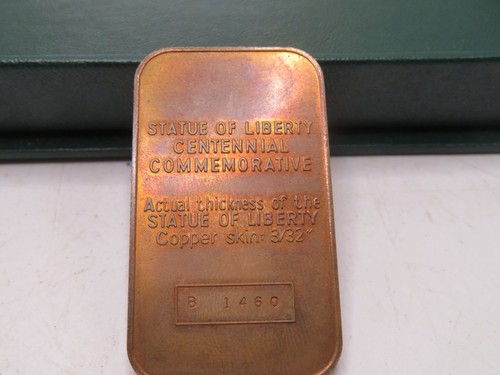 STATUE OF LIBERTY
CENTENNIAL
COMMEMORATIVE
Actual thickness of the
STATUE OF LIBERTY
Copper skin: 3/32"
B 1460